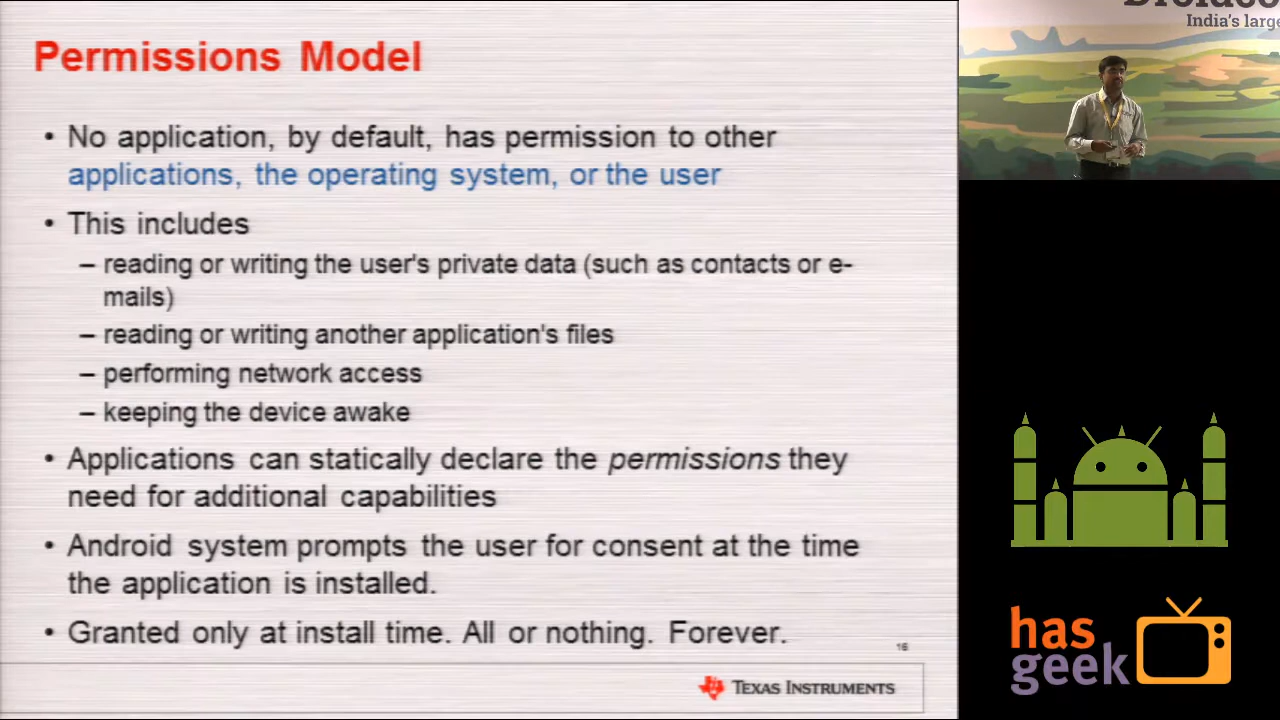 Permissions Model
• No application, by default, has permission to other
applications, the operating system, or the user
• This includes
– reading or writing the user's private data (such as contacts or e-
mails)
– reading or writing another application's files
– performing network access
– keeping the device awake
• Applications can statically declare the permissions they
need for additional capabilities
• Android system prompts the user for consent at the time
the application is installed.
• Granted only at install time. All or nothing. Forever.
16
TEXAS INSTRUMENTS
India's large
has
geek